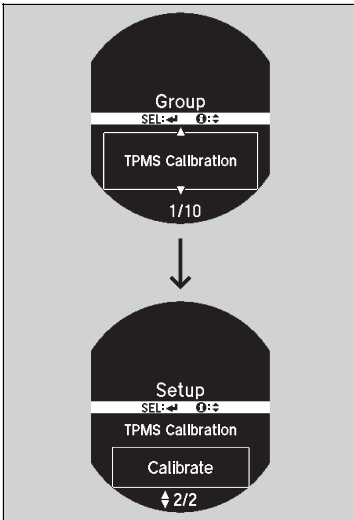 Group
SEL:↵ ⓘ:⬍
TPMS Calibration
1/10
Setup
SEL:↵ ⓘ:⬍
TPMS Calibration
Calibrate
2/2